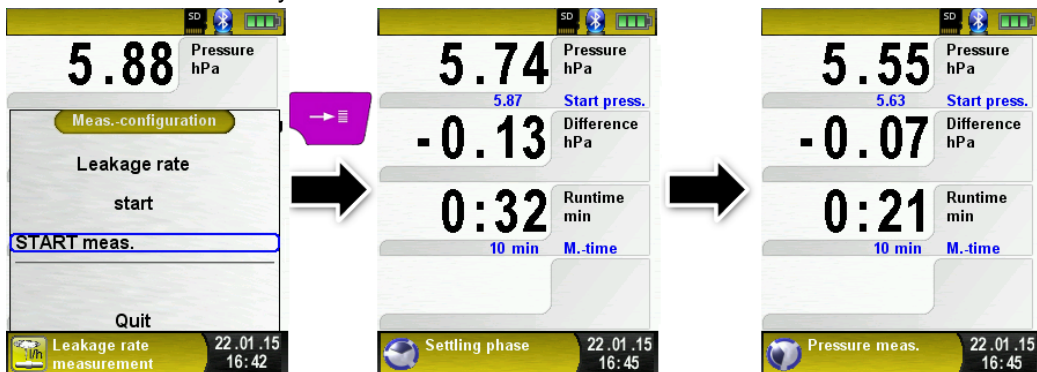 SD
5.88 Pressure
hPa
Meas.-configuration
Leakage rate
start
START meas.
Quit
l/h
Leakage rate
measurement
22.01.15
16:42
SD
5.74 Pressure
hPa
5.87 Start press.
-0.13 Difference
hPa
0:32 Runtime
min
10 min M.-time
Settling phase
22.01.15
16:45
SD
5.55 Pressure
hPa
5.63 Start press.
-0.07 Difference
hPa
0:21 Runtime
min
10 min M.-time
Pressure meas.
22.01.15
16:45